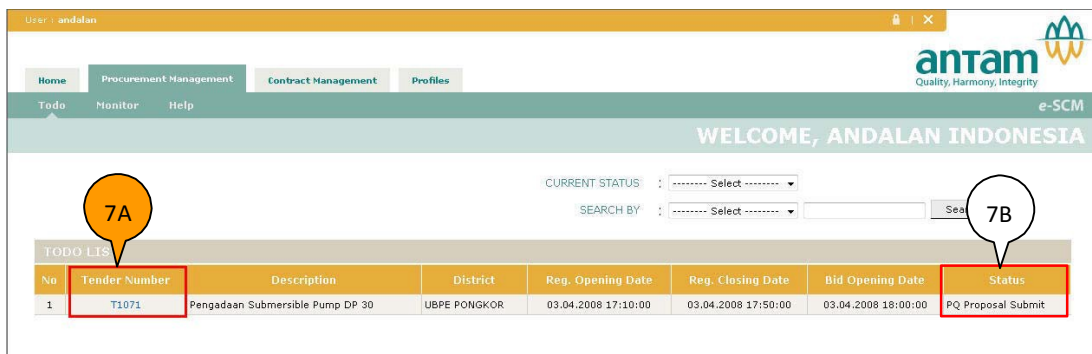 User : andalan
antam
Quality, Harmony, Integrity
Home Procurement Management Contract Management Profiles
Todo Monitor Help e-SCM
WELCOME, ANDALAN INDONESIA
CURRENT STATUS : -------- Select --------
SEARCH BY : -------- Select --------
7A
7B
TODO
No Tender Number Description District Reg. Opening Date Reg. Closing Date Bid Opening Date Status
1 T1071 Pengadaan Submersible Pump DP 30 UBPE PONGKOR 03.04.2008 17:10:00 03.04.2008 17:50:00 03.04.2008 18:00:00 PQ Proposal Submit